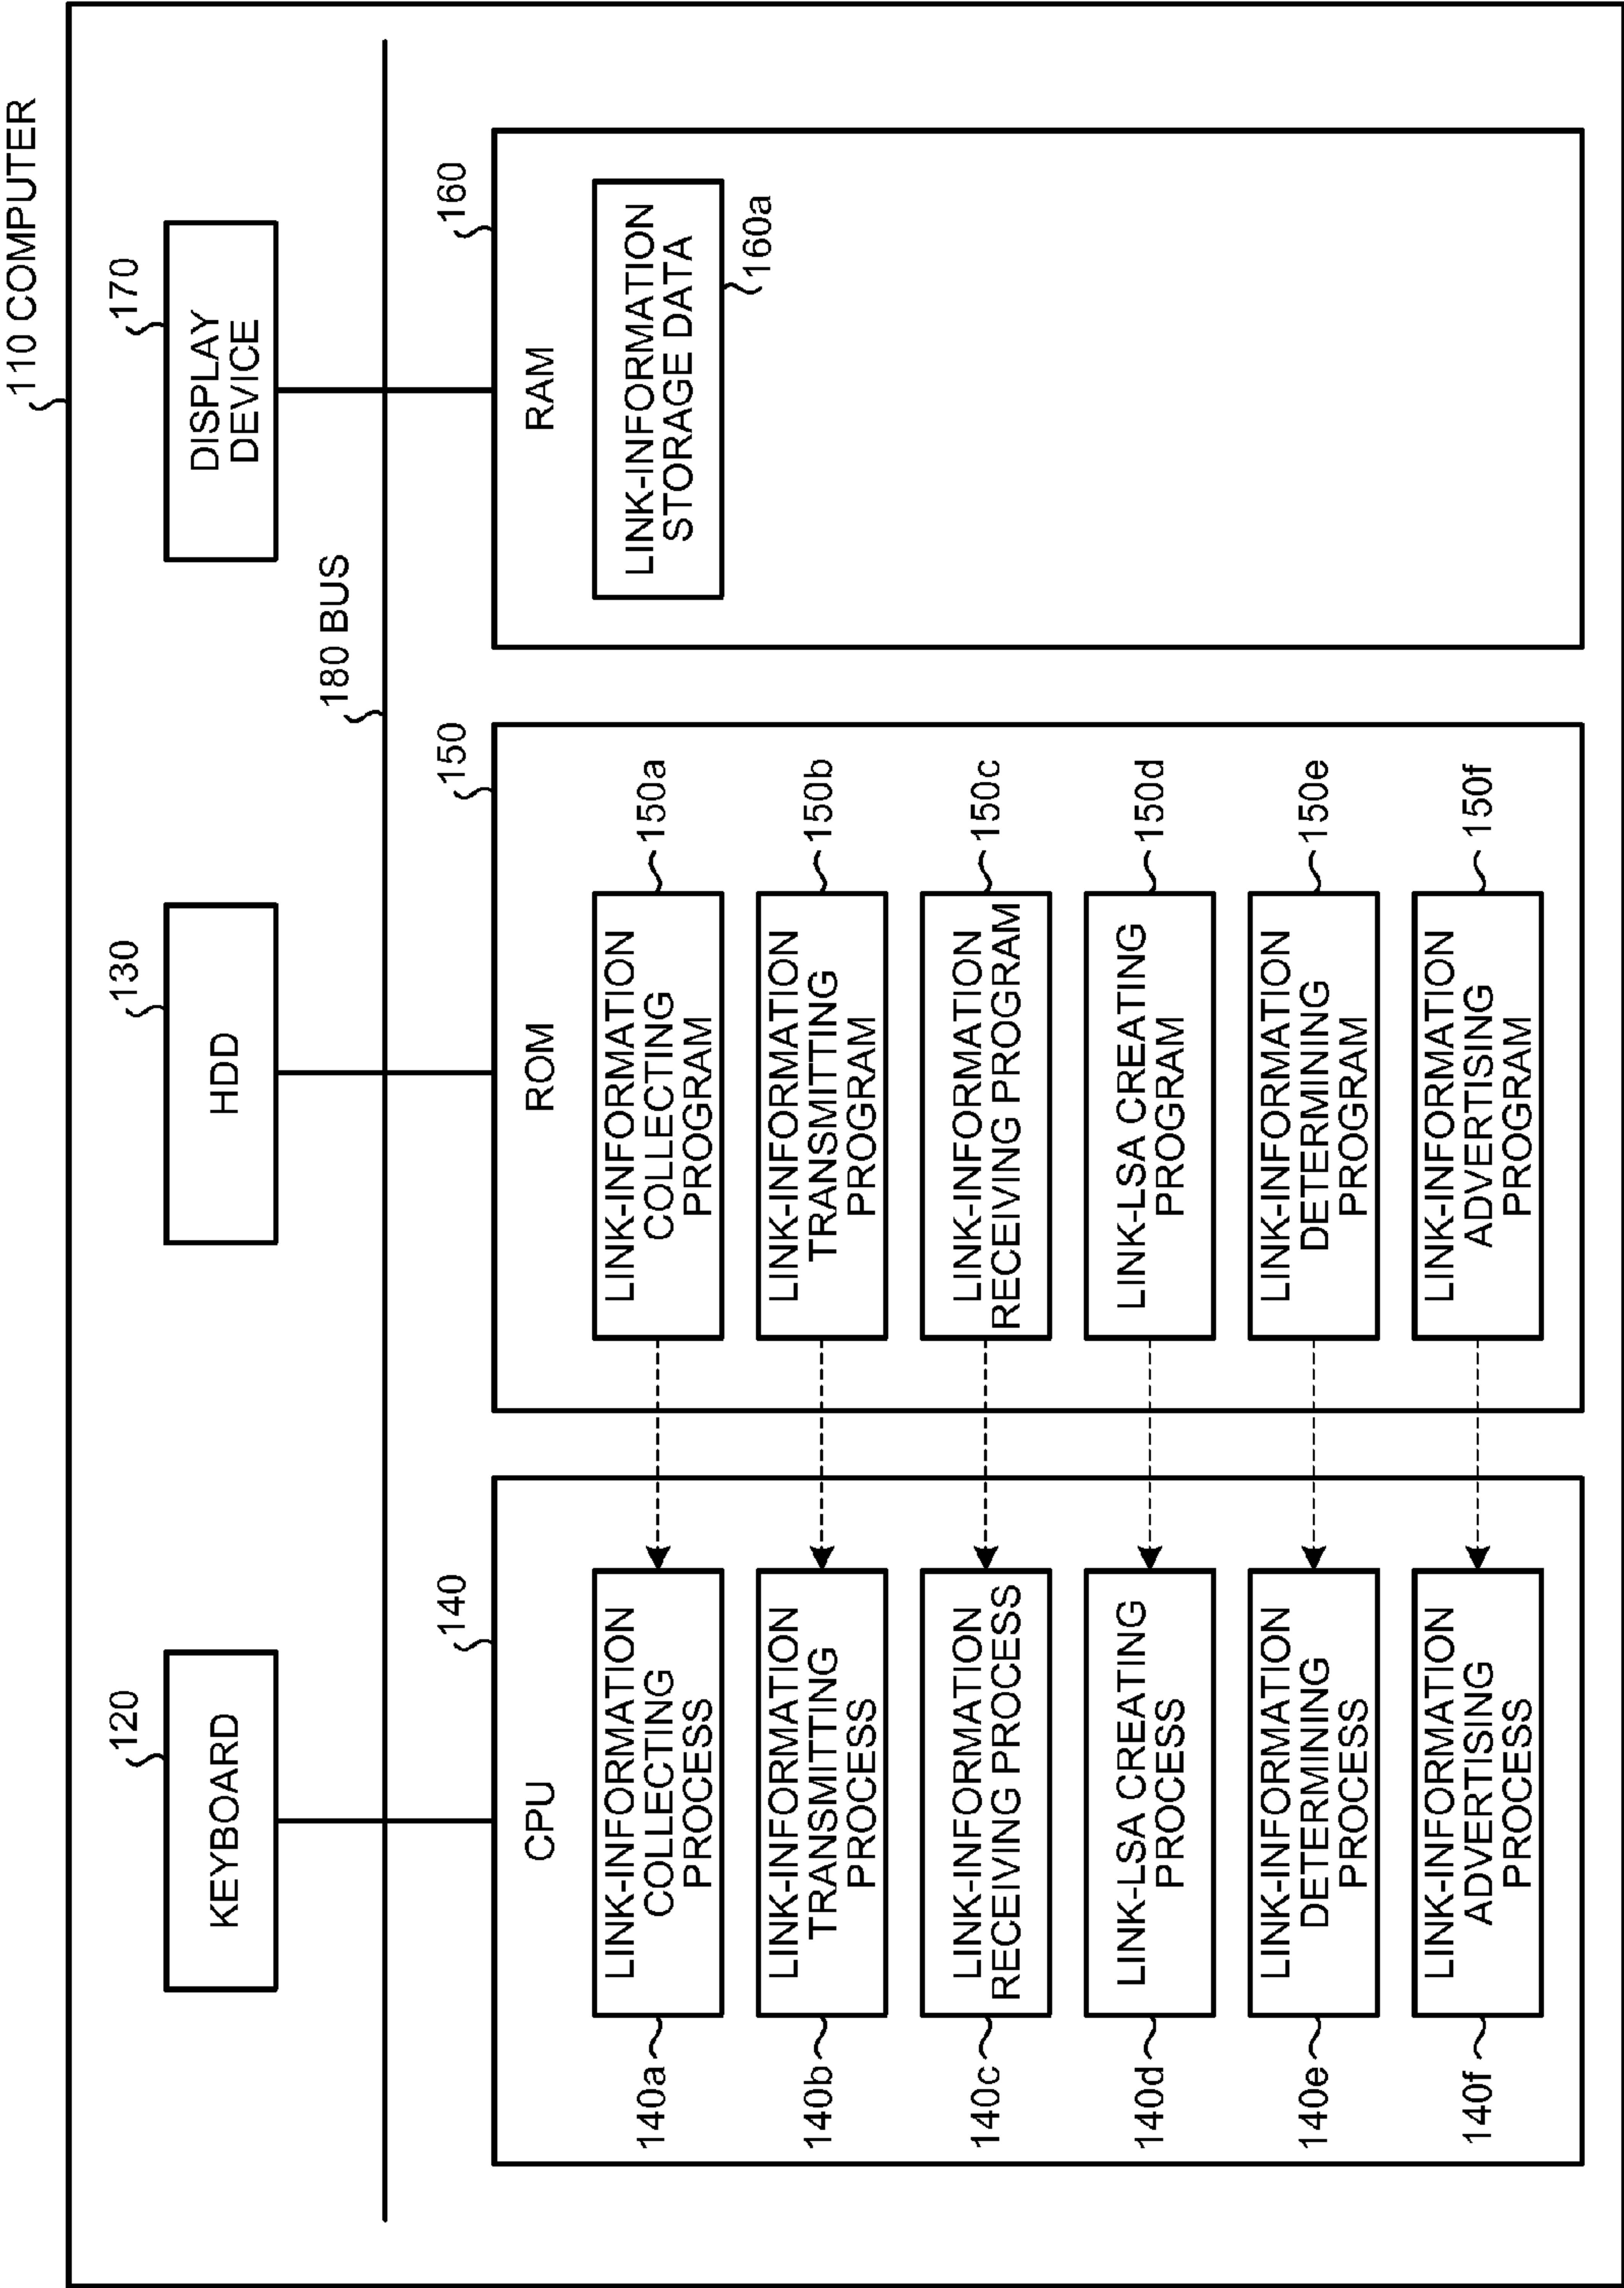 110 COMPUTER
120
KEYBOARD
130
HDD
170
DISPLAY
DEVICE
180 BUS
140
CPU
140a
LINK-INFORMATION
COLLECTING
PROCESS
140b
LINK-INFORMATION
TRANSMITTING
PROCESS
140c
LINK-INFORMATION
RECEIVING PROCESS
140d
LINK-LSA CREATING
PROCESS
140e
LINK-INFORMATION
DETERMINING
PROCESS
140f
LINK-INFORMATION
ADVERTISING
PROCESS
150
ROM
LINK-INFORMATION
COLLECTING
PROGRAM
150a
LINK-INFORMATION
TRANSMITTING
PROGRAM
150b
LINK-INFORMATION
RECEIVING PROGRAM
150c
LINK-LSA CREATING
PROGRAM
150d
LINK-INFORMATION
DETERMINING
PROGRAM
150e
LINK-INFORMATION
ADVERTISING
PROGRAM
150f
160
RAM
LINK-INFORMATION
STORAGE DATA
160a